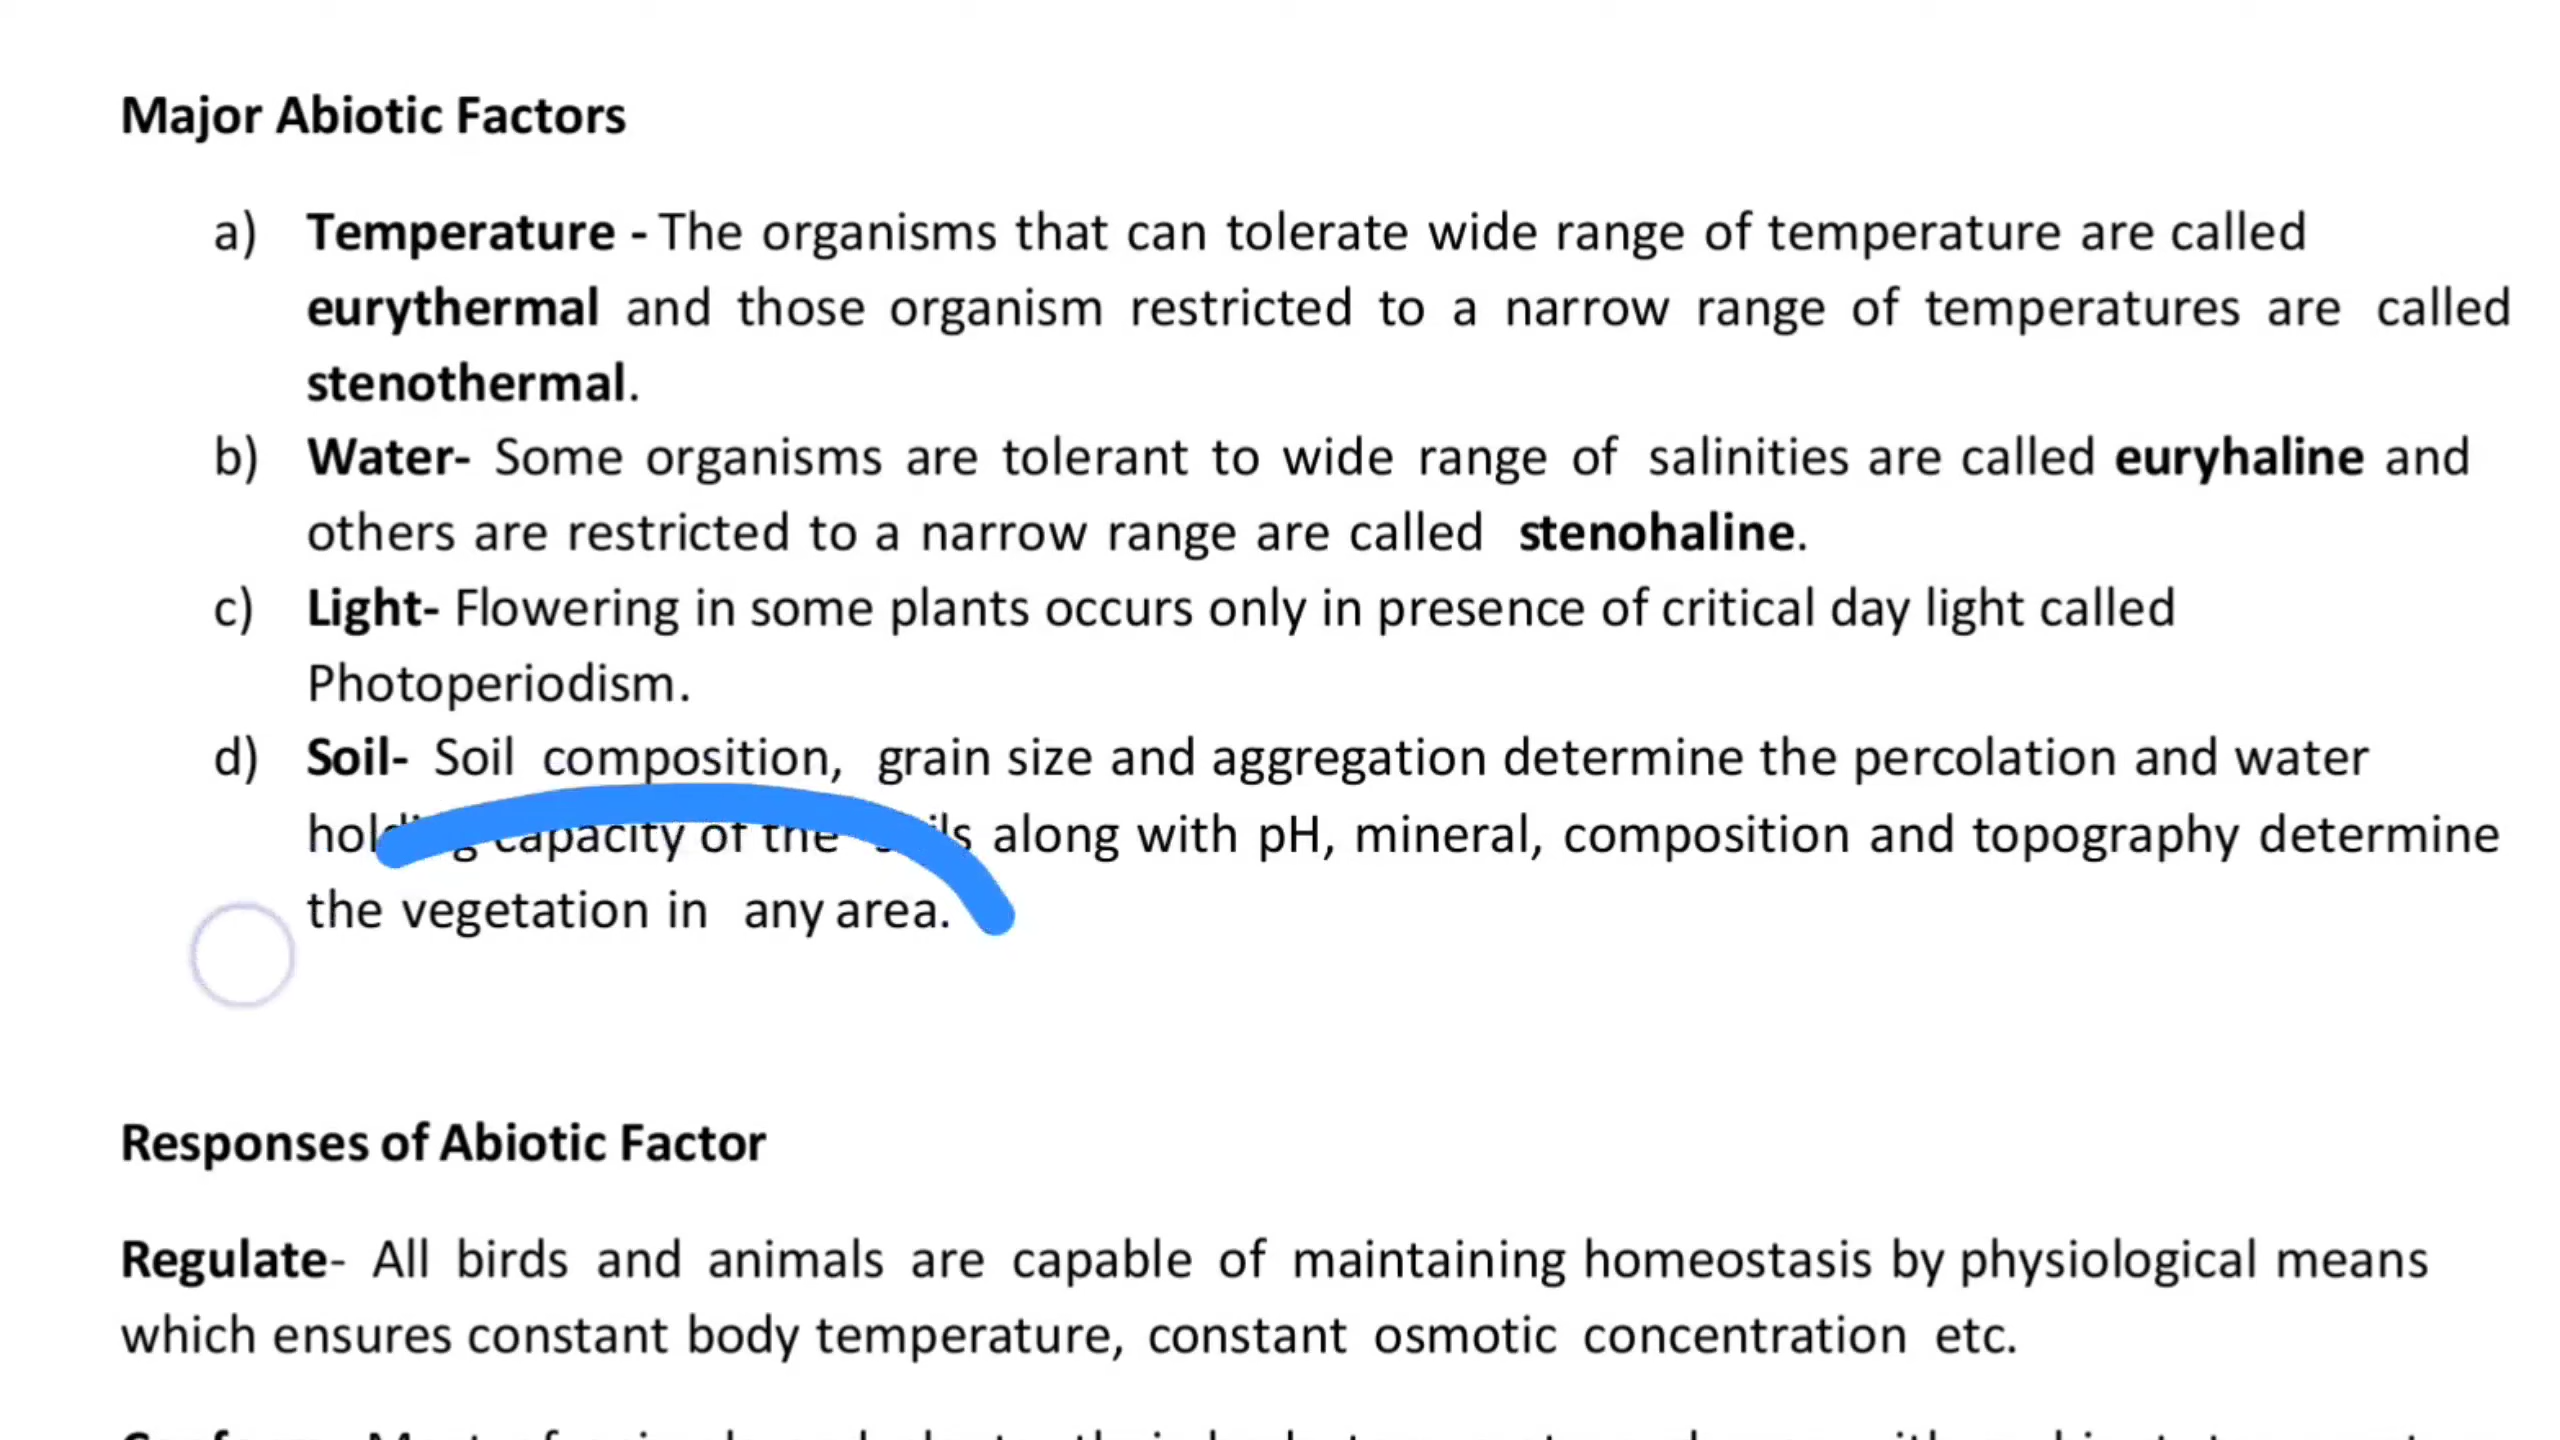 Major Abiotic Factors
a) Temperature - The organisms that can tolerate wide range of temperature are called
eurythermal and those organism restricted to a narrow range of temperatures are called
stenothermal.
b) Water- Some organisms are tolerant to wide range of salinities are called euryhaline and
others are restricted to a narrow range are called stenohaline.
c) Light- Flowering in some plants occurs only in presence of critical day light called
Photoperiodism.
d) Soil- Soil composition, grain size and aggregation determine the percolation and water
holding capacity of the soils along with pH, mineral, composition and topography determine
the vegetation in any area.
Responses of Abiotic Factor
Regulate- All birds and animals are capable of maintaining homeostasis by physiological means
which ensures constant body temperature, constant osmotic concentration etc.